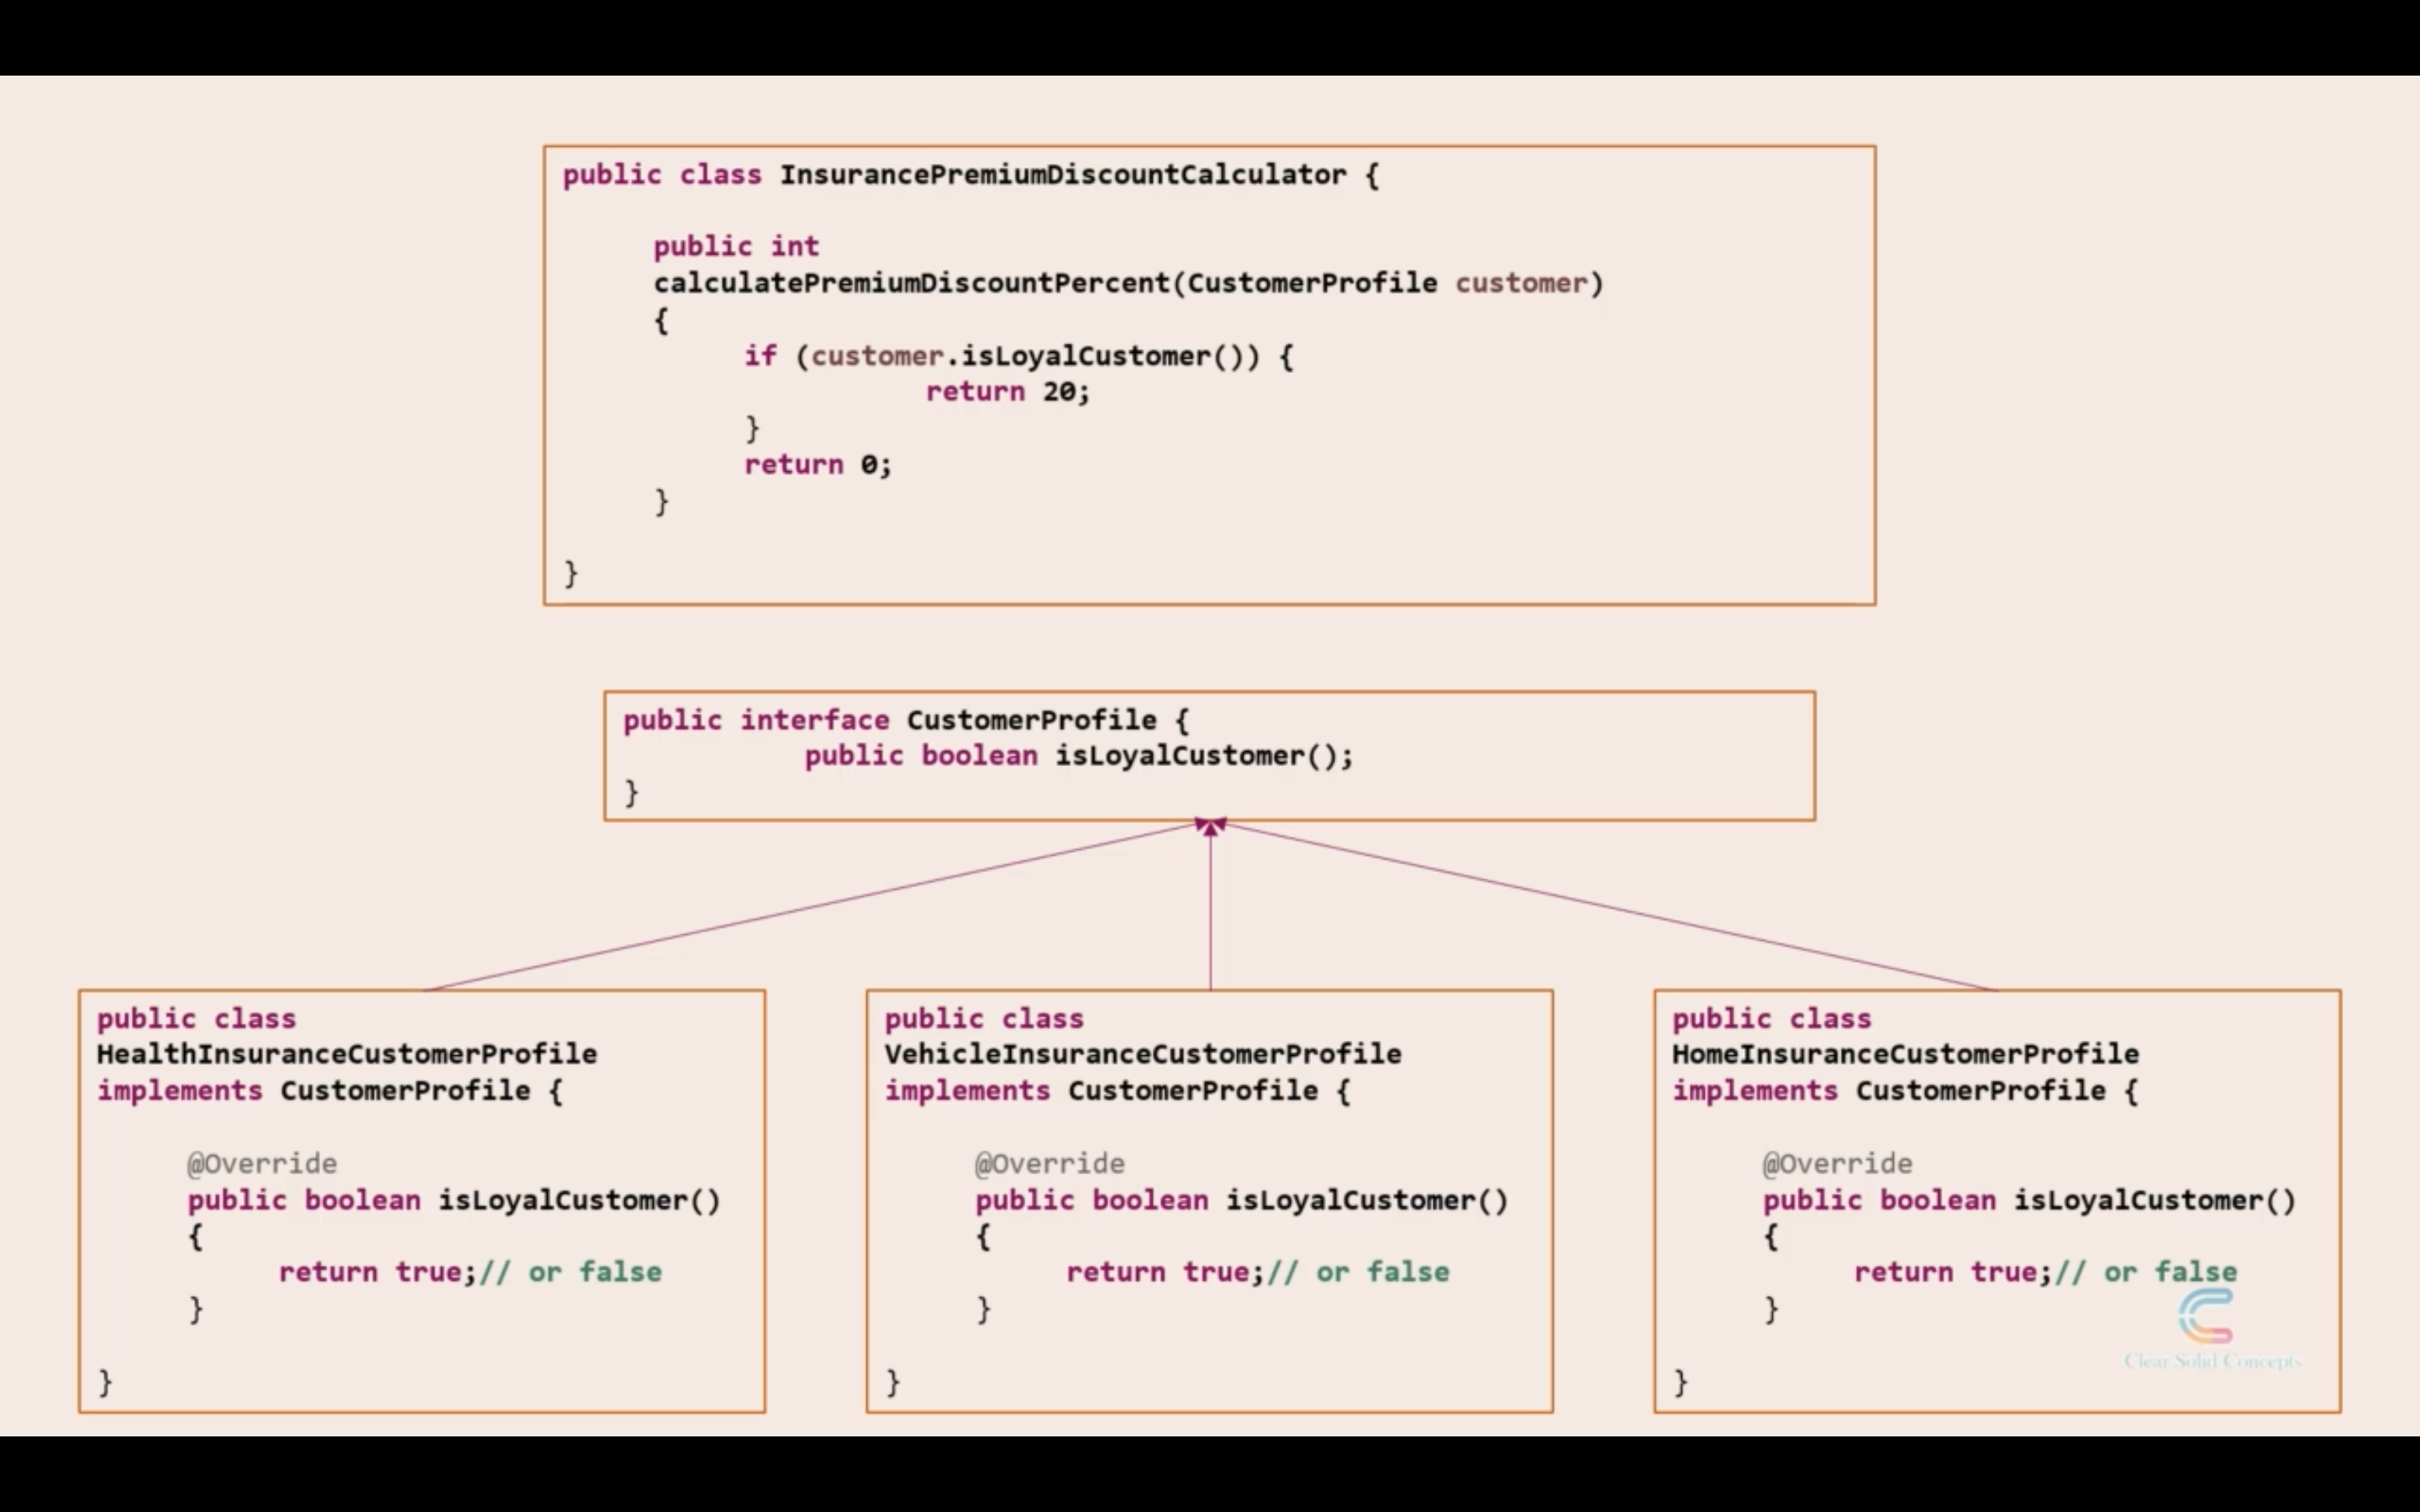 public class InsurancePremiumDiscountCalculator {
public int
calculatePremiumDiscountPercent(CustomerProfile customer)
{
if (customer.isLoyalCustomer()) {
return 20;
}
return 0;
}
}
public interface CustomerProfile {
public boolean isLoyalCustomer();
}
public class
HealthInsuranceCustomerProfile
implements CustomerProfile {
@Override
public boolean isLoyalCustomer()
{
return true;// or false
}
}
public class
VehicleInsuranceCustomerProfile
implements CustomerProfile {
@Override
public boolean isLoyalCustomer()
{
return true;// or false
}
}
public class
HomeInsuranceCustomerProfile
implements CustomerProfile {
@Override
public boolean isLoyalCustomer()
{
return true;// or false
}
}
Clear Solid Concepts